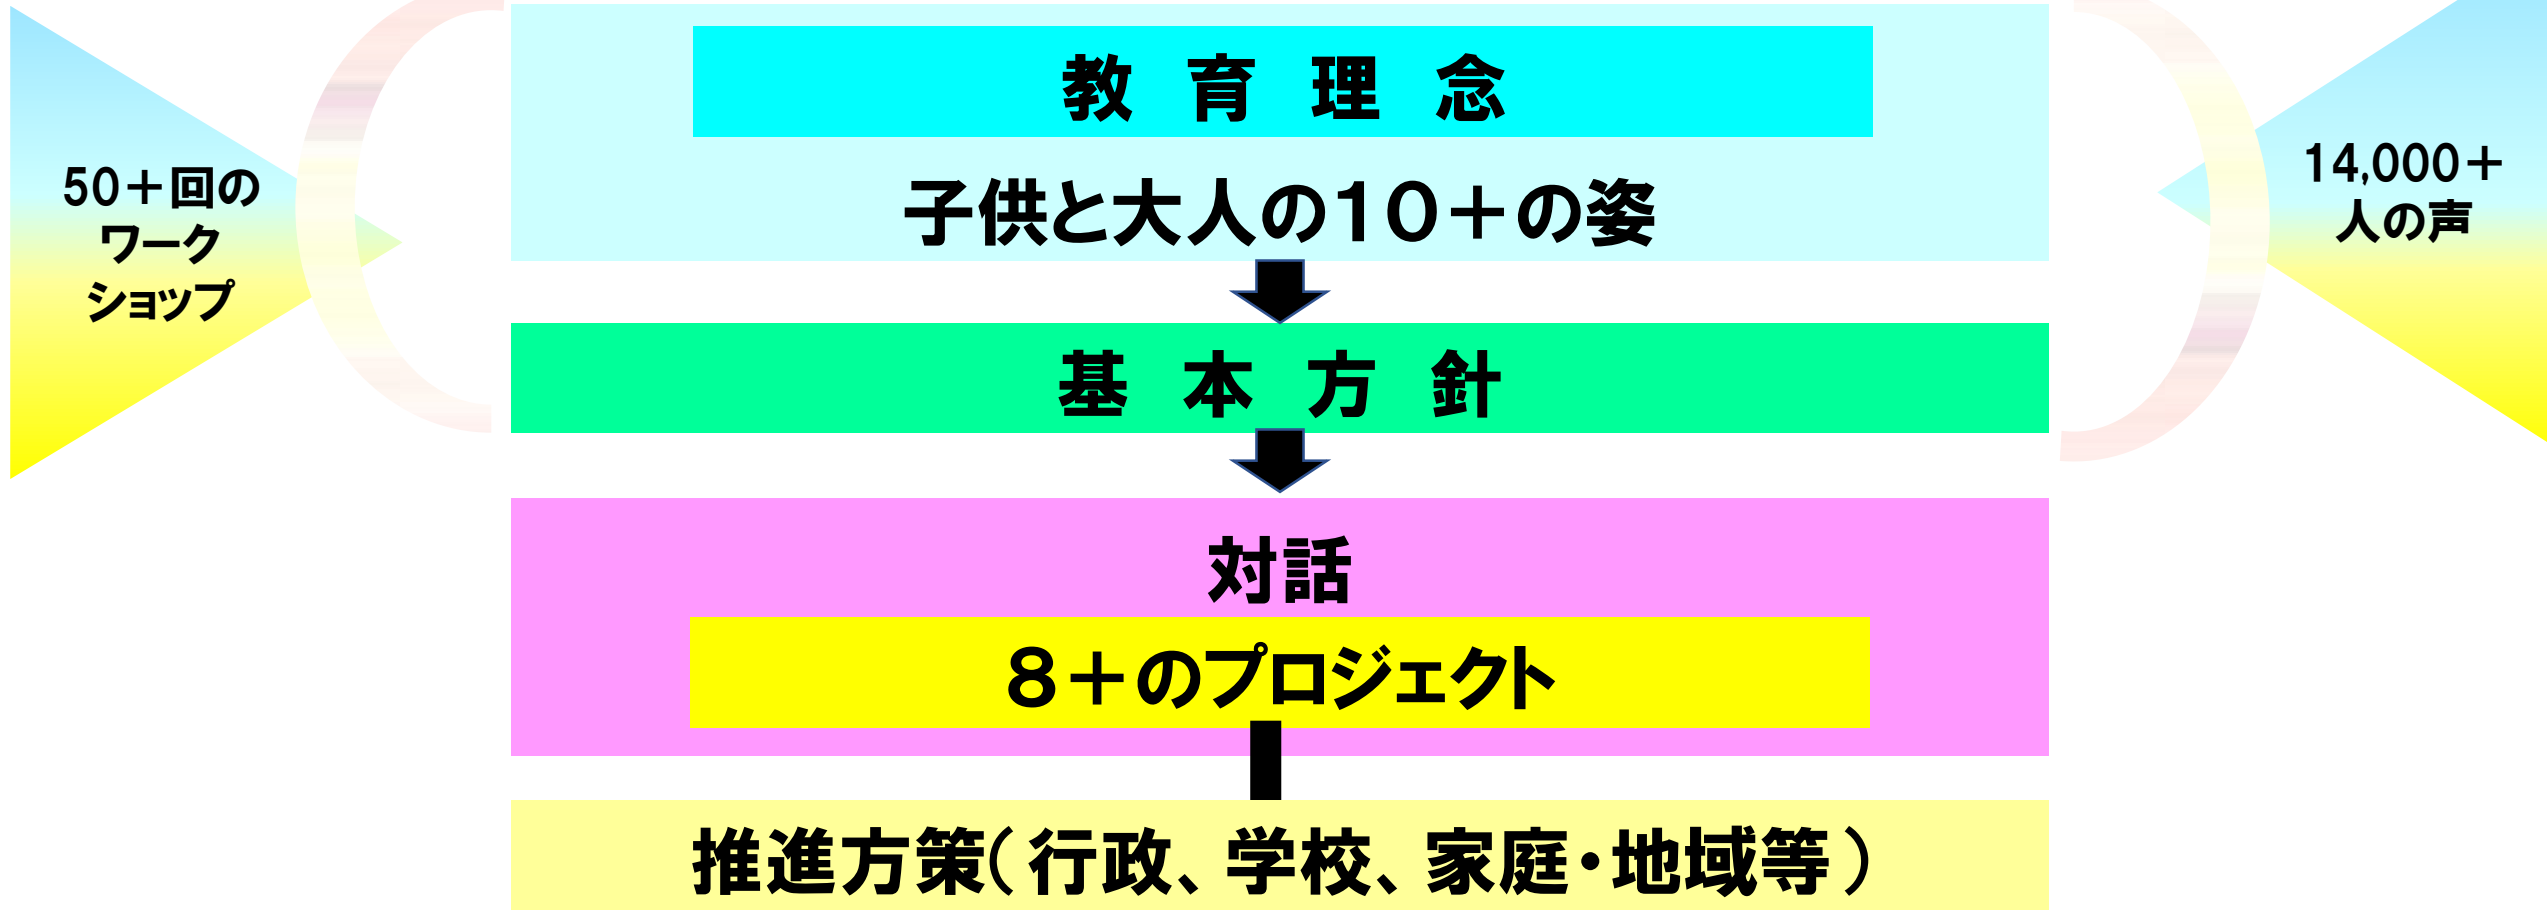 教育理念
子供と大人の10＋の姿
50＋回の
ワーク
ショップ
14,000＋
人の声
基本方針
対話
8＋のプロジェクト
推進方策（行政、学校、家庭・地域等）